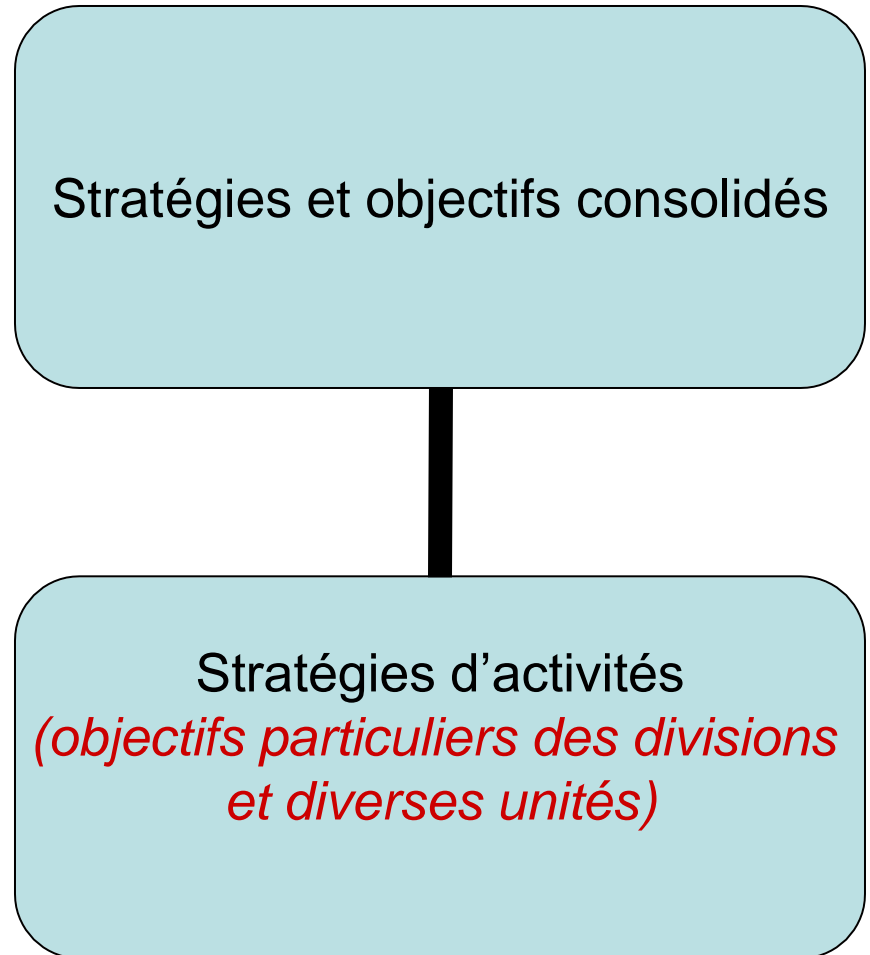 Stratégies et objectifs consolidés
Stratégies d’activités
(objectifs particuliers des divisions
et diverses unités)